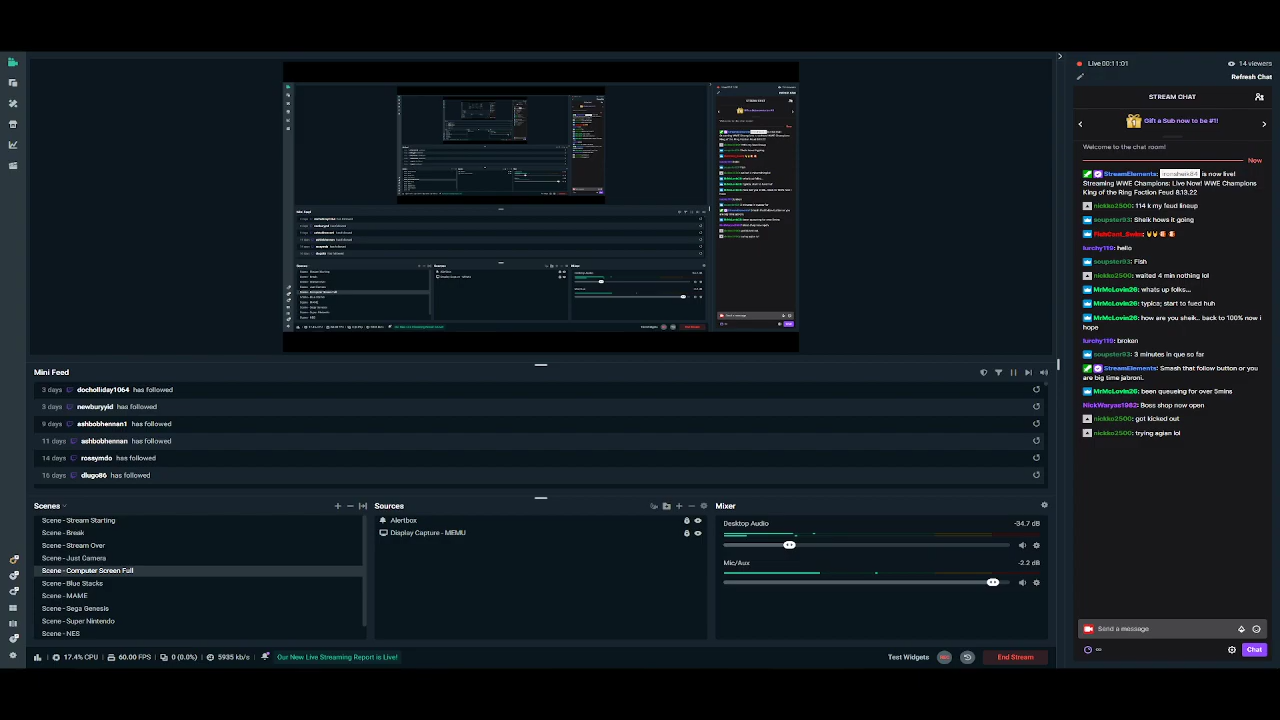 Live 00:11:01
14 viewers
Refresh Chat
STREAM CHAT
Gift a Sub now to be #1!
Welcome to the chat room!
Now
StreamElements: ironsheik84 is now live!
Streaming WWE Champions: Live Now! WWE Champions
King of the Ring Faction Feud 8.13.22
nickko2500: 114 k my feud lineup
soupster93: Sheik hows it going
FishCant_Swim:
lurchy119: hello
soupster93: Fish
nickko2500: waited 4 min nothing lol
MrMcLovin26: whats up folks...
MrMcLovin26: typica; start to fued huh
MrMcLovin26: how are you sheik.. back to 100% now i
hope
lurchy119: broken
soupster93: 3 minutes in que so far
StreamElements: Smash that follow button or you
are big time jabroni.
MrMcLovin26: been queueing for over 5mins
NickWaryas1982: Boss shop now open
nickko2500: got kicked out
nickko2500: trying agian lol
Send a message
Chat
Mini Feed
3 days docholliday1064 has followed
3 days newburyyid has followed
9 days ashbobhennan1 has followed
11 days ashbobhennan has followed
14 days rossymdo has followed
16 days dlugo86 has followed
Scenes
Scene - Stream Starting
Scene - Break
Scene - Stream Over
Scene - Just Camera
Scene - Computer Screen Full
Scene - Blue Stacks
Scene - MAME
Scene - Sega Genesis
Scene - Super Nintendo
Scene - NES
Sources
Alertbox
Display Capture - MEMU
Mixer
Desktop Audio -34.7 dB
Mic/Aux -2.2 dB
17.4% CPU 60.00 FPS 0 (0.0%) 5935 kb/s Our New Live Streaming Report is Live!
Test Widgets REC End Stream